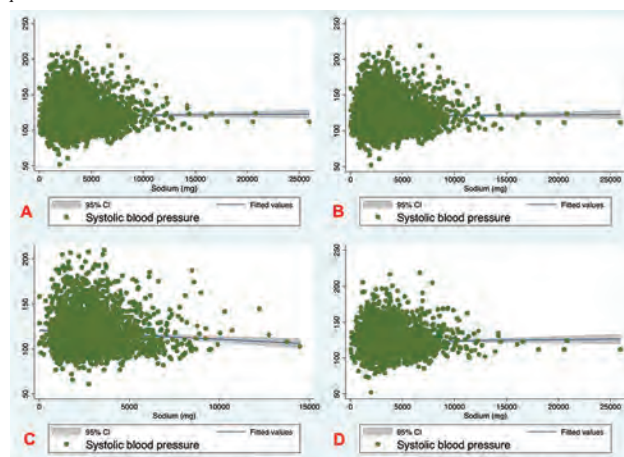 250
200
150
100
50
0 5000 10000 15000 20000 25000
Sodium (mg)
95% CI Fitted values
Systolic blood pressure
A
250
200
150
100
50
0 5000 10000 15000 20000 25000
Sodium (mg)
95% CI Fitted values
Systolic blood pressure
B
200
150
100
50
0 5000 10000 15000
Sodium (mg)
95% CI Fitted values
Systolic blood pressure
C
250
200
150
100
50
0 5000 10000 15000 20000 25000
Sodium (mg)
95% CI Fitted values
Systolic blood pressure
D